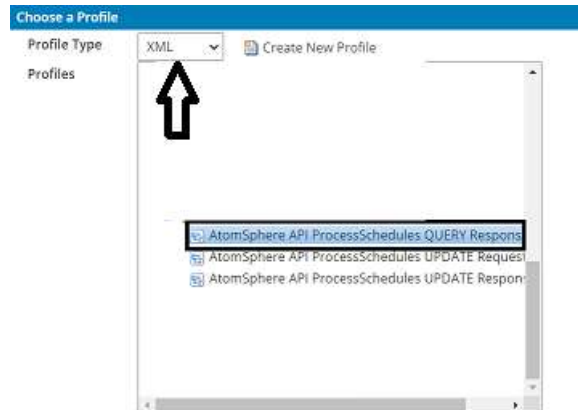 Choose a Profile
Profile Type XML Create New Profile
Profiles
AtomSphere API ProcessSchedules QUERY Respons
AtomSphere API ProcessSchedules UPDATE Request
AtomSphere API ProcessSchedules UPDATE Respon